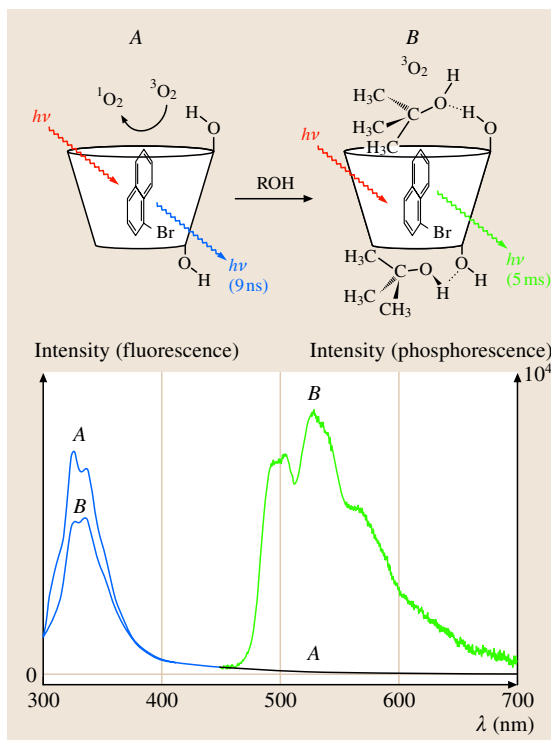 A
B
¹O₂
³O₂
H
O
hν
Br
O
H
hν
(9 ns)
ROH
³O₂
H
H₃C
O
H
H₃C
C
O
H₃C
hν
Br
H₃C
O
O
C
H
H
H₃C
CH₃
hν
(5 ms)
Intensity (fluorescence)
Intensity (phosphorescence)
10⁴
A
B
B
A
0
300
400
500
600
700
λ (nm)